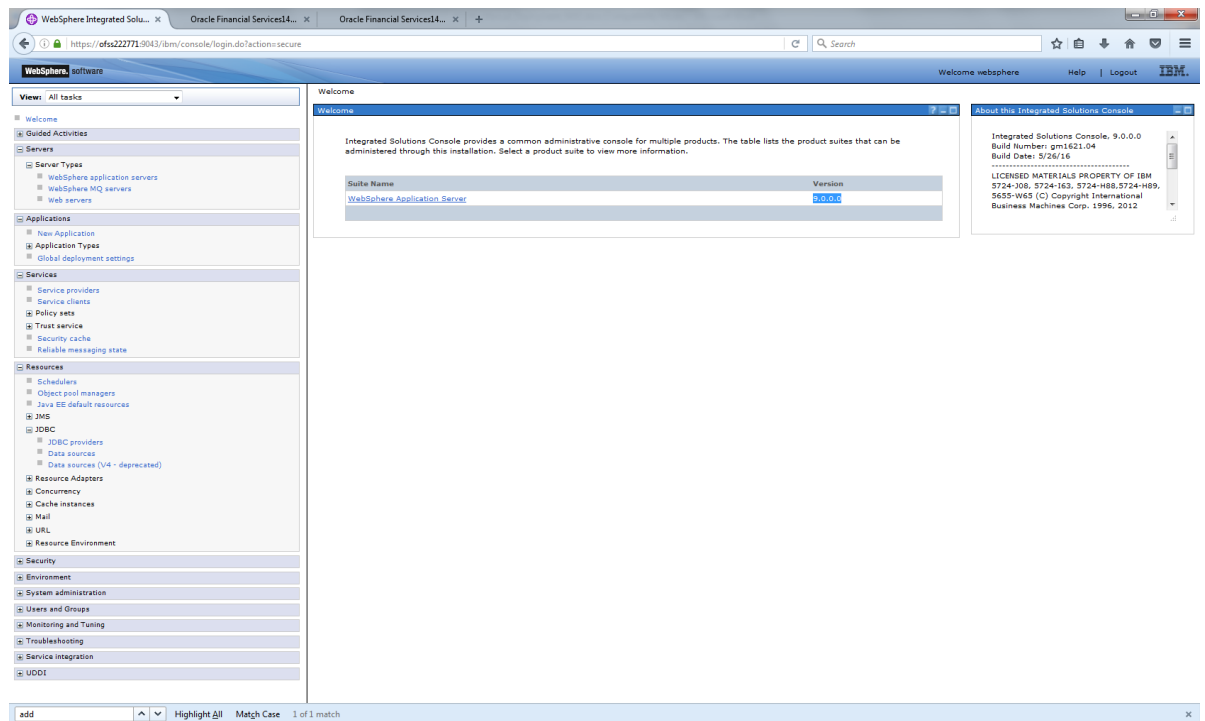 WebSphere Integrated Solu... ×
Oracle Financial Services14... ×
Oracle Financial Services14... ×
https://ofss222771:9043/ibm/console/login.do?action=secure
Search
WebSphere. software
Welcome websphere
Help | Logout
IBM.
View: All tasks
Welcome
Guided Activities
Servers
Server Types
WebSphere application servers
WebSphere MQ servers
Web servers
Applications
New Application
Application Types
Global deployment settings
Services
Service providers
Service clients
Policy sets
Trust service
Security cache
Reliable messaging state
Resources
Schedulers
Object pool managers
Java EE default resources
JMS
JDBC
JDBC providers
Data sources
Data sources (V4 - deprecated)
Resource Adapters
Concurrency
Cache instances
Mail
URL
Resource Environment
Security
Environment
System administration
Users and Groups
Monitoring and Tuning
Troubleshooting
Service integration
UDDI
Welcome
Welcome
Integrated Solutions Console provides a common administrative console for multiple products. The table lists the product suites that can be
administered through this installation. Select a product suite to view more information.
Suite Name Version
WebSphere Application Server 9.0.0.0
About this Integrated Solutions Console
Integrated Solutions Console, 9.0.0.0
Build Number: gm1621.04
Build Date: 5/26/16
----------------------------------
LICENSED MATERIALS PROPERTY OF IBM
5724-J08, 5724-I63, 5724-H88,5724-H89,
5655-W65 (C) Copyright International
Business Machines Corp. 1996, 2012
add
Highlight All Match Case 1 of 1 match